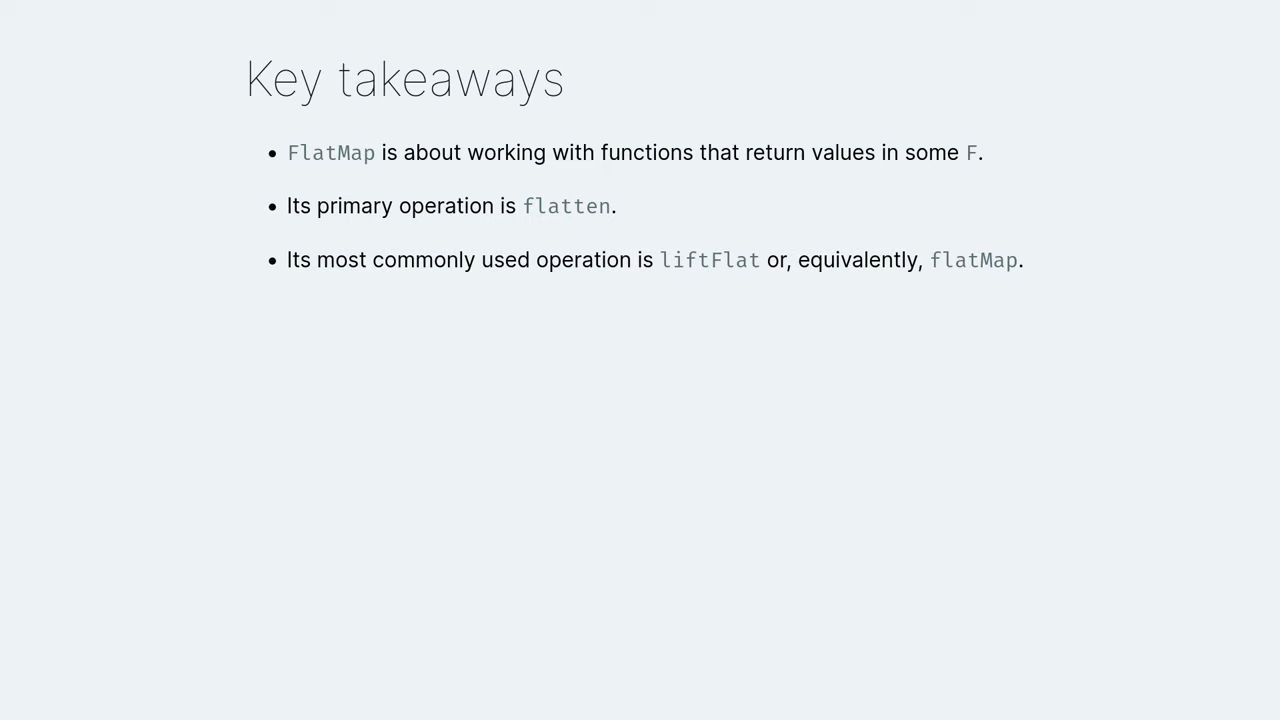 Key takeaways
• FlatMap is about working with functions that return values in some F.
• Its primary operation is flatten.
• Its most commonly used operation is liftFlat or, equivalently, flatMap.